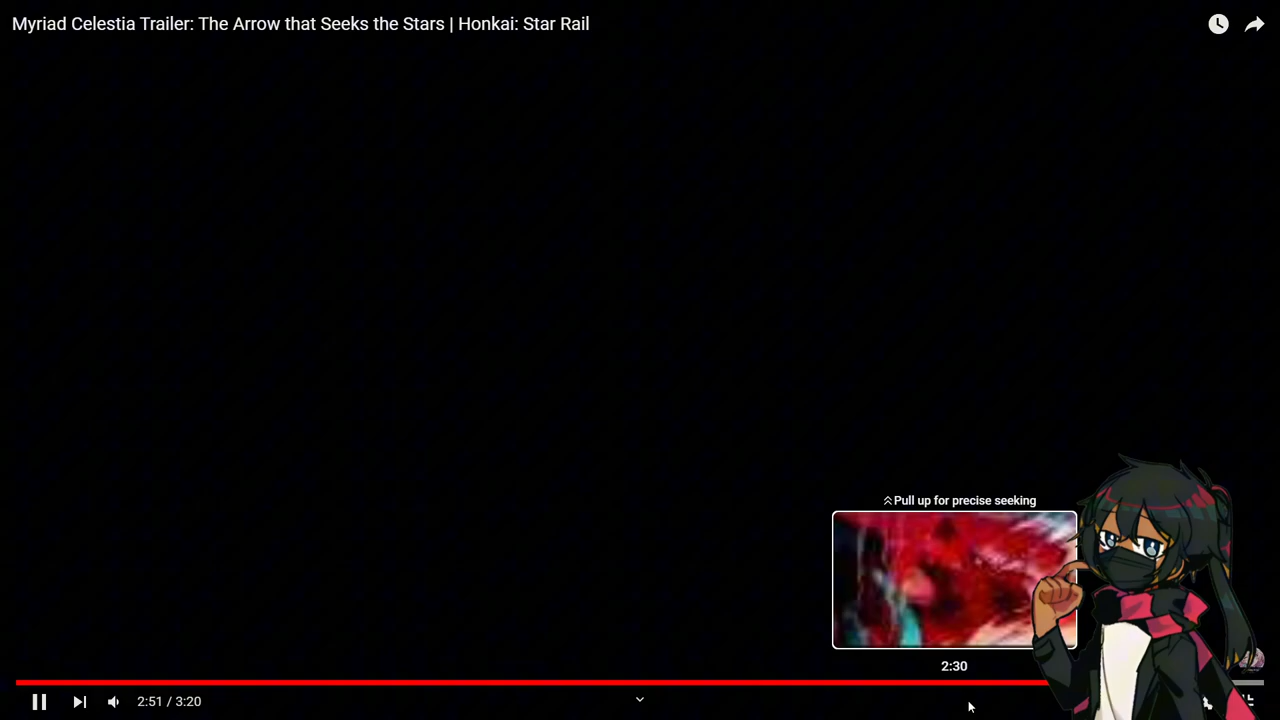 Myriad Celestia Trailer: The Arrow that Seeks the Stars | Honkai: Star Rail
Pull up for precise seeking
2:30
2:51 / 3:20